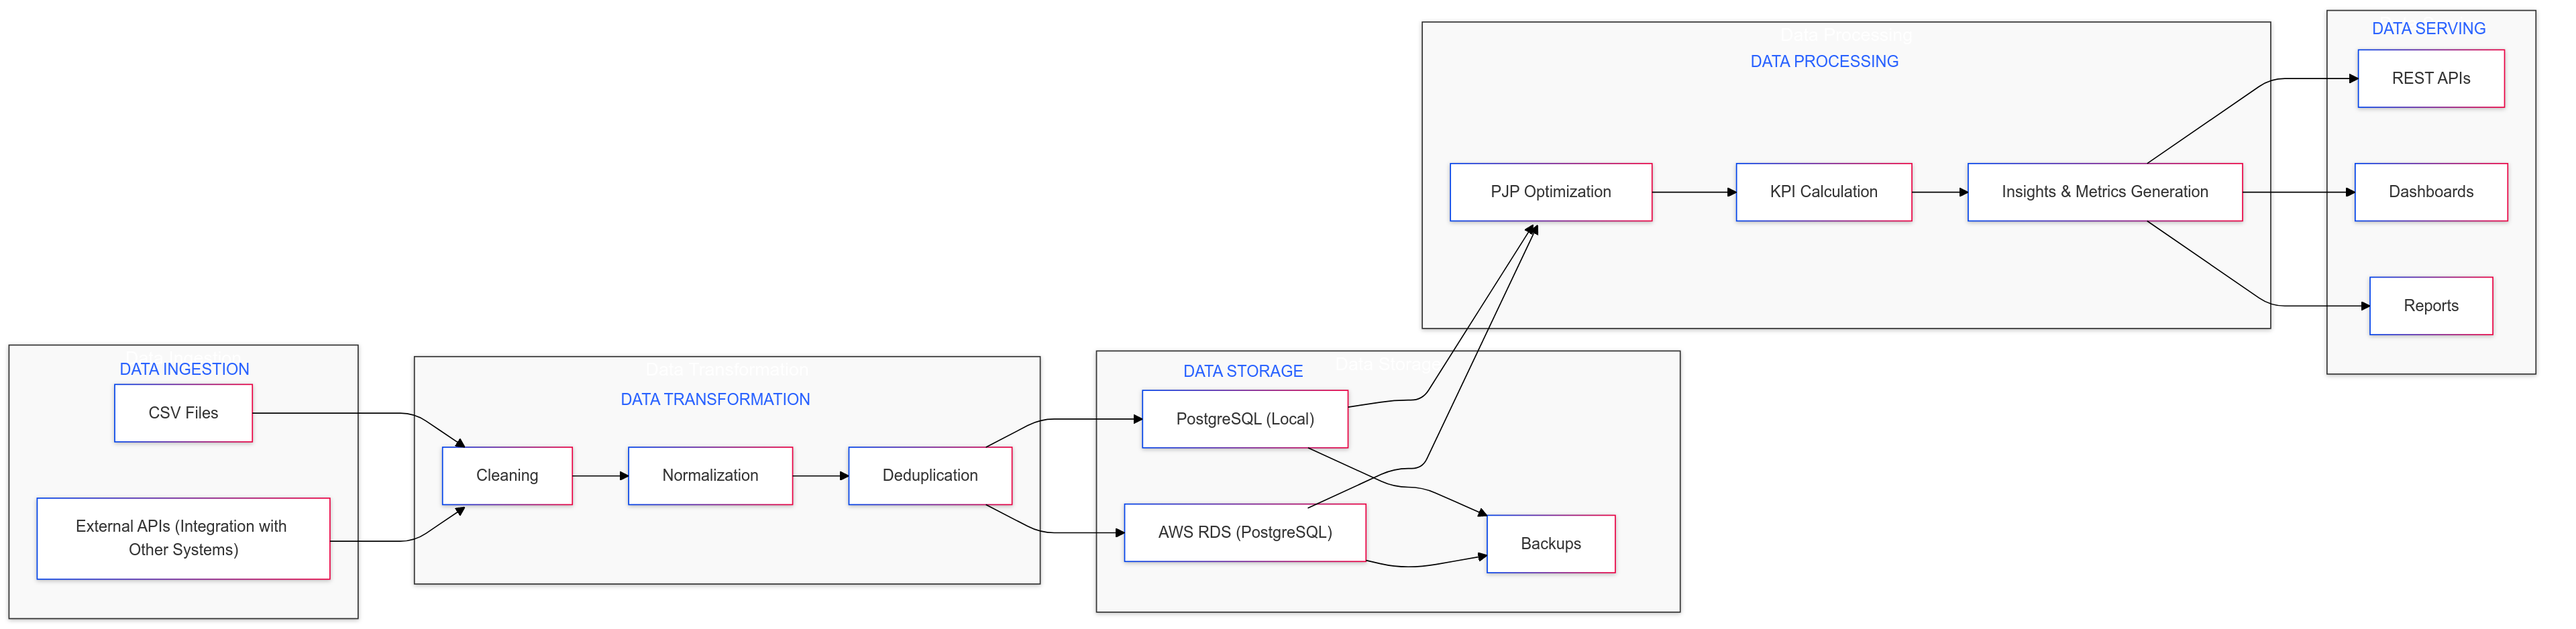 DATA INGESTION
CSV Files
External APIs (Integration with
Other Systems)
Data Transformation
DATA TRANSFORMATION
Cleaning
Normalization
Deduplication
Data Storage
DATA STORAGE
PostgreSQL (Local)
AWS RDS (PostgreSQL)
Backups
Data Processing
DATA PROCESSING
PJP Optimization
KPI Calculation
Insights & Metrics Generation
DATA SERVING
REST APIs
Dashboards
Reports